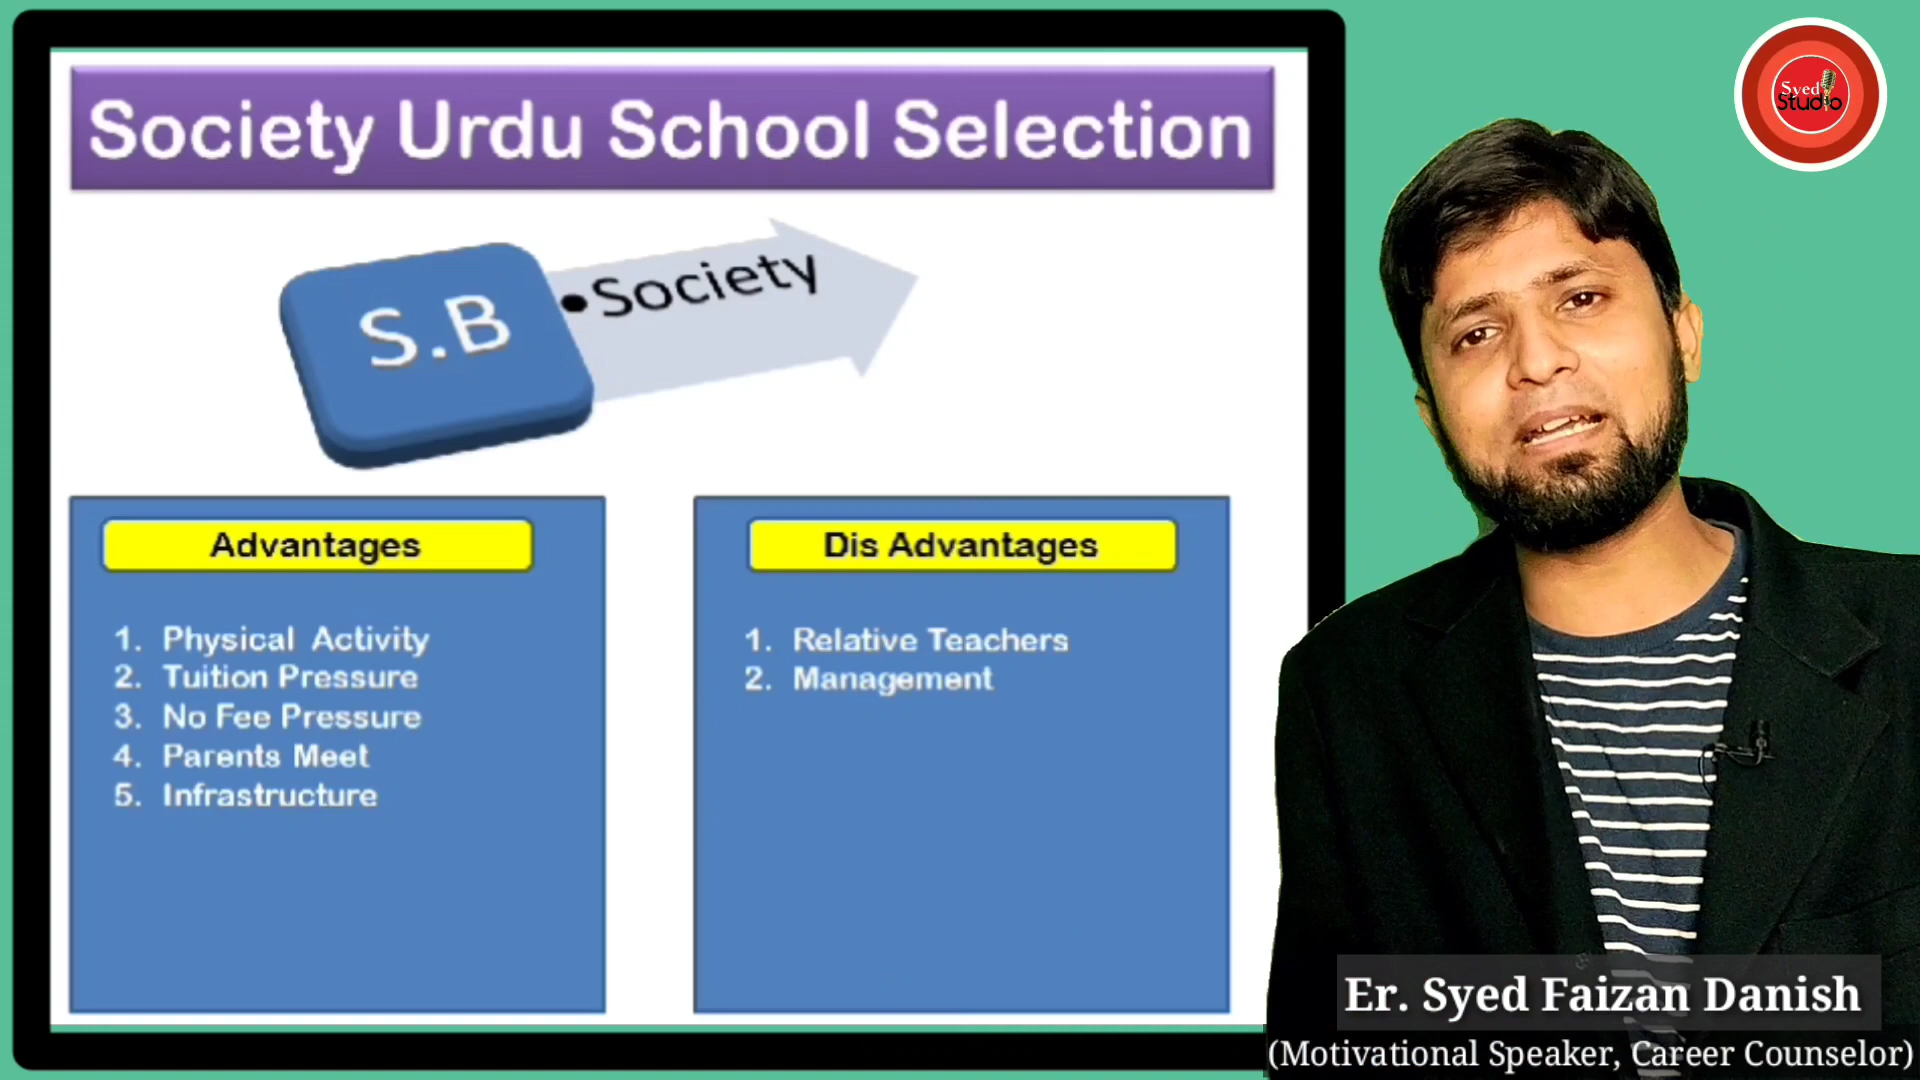 Society Urdu School Selection
S.B
•Society
Advantages
1. Physical Activity
2. Tuition Pressure
3. No Fee Pressure
4. Parents Meet
5. Infrastructure
Dis Advantages
1. Relative Teachers
2. Management
Syed
Studio
Er. Syed Faizan Danish
(Motivational Speaker, Career Counselor)